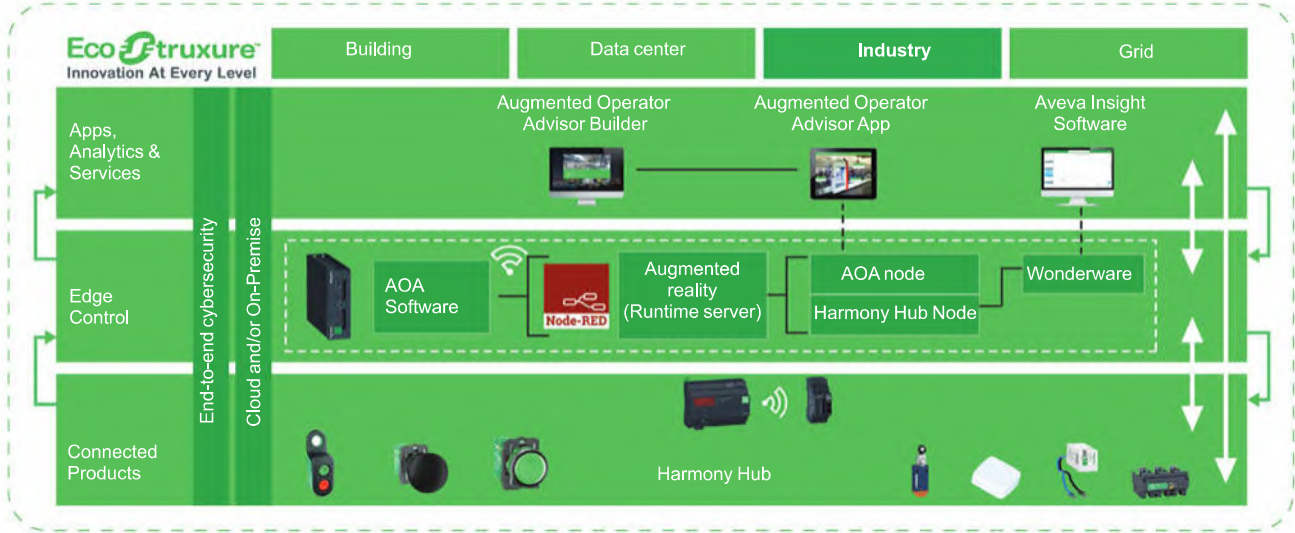 EcoStruxure™
Innovation At Every Level
Building
Data center
Industry
Grid
Apps,
Analytics &
Services
Augmented Operator
Advisor Builder
Augmented Operator
Advisor App
Aveva Insight
Software
End-to-end cybersecurity
Cloud and/or On-Premise
Edge
Control
AOA
Software
Node-RED
Augmented
reality
(Runtime server)
AOA node
Harmony Hub Node
Wonderware
Connected
Products
Harmony Hub